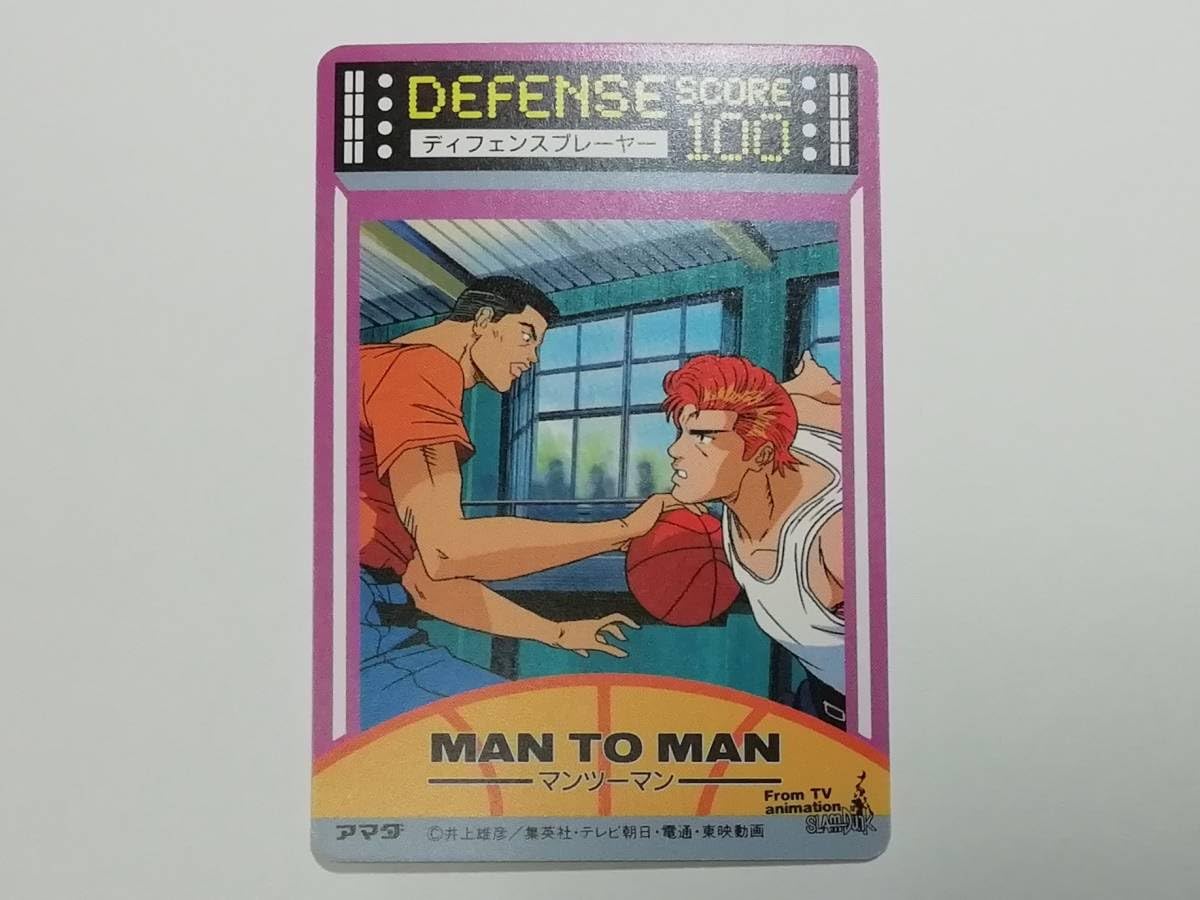 DEFENSE
ディフェンスプレーヤー
SCORE
100
MAN TO MAN
マンツーマン
From TV
animation
SLAM DUNK
アマダ
©井上雄彦／集英社・テレビ朝日・電通・東映動画